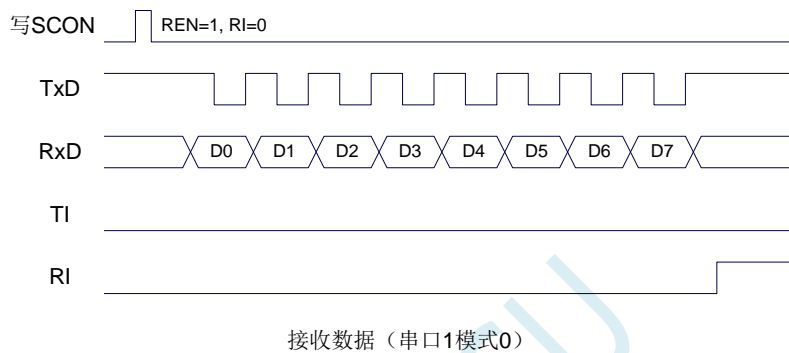 写SCON REN=1, RI=0
TxD
RxD D0 D1 D2 D3 D4 D5 D6 D7
TI
RI
接收数据（串口1模式0）